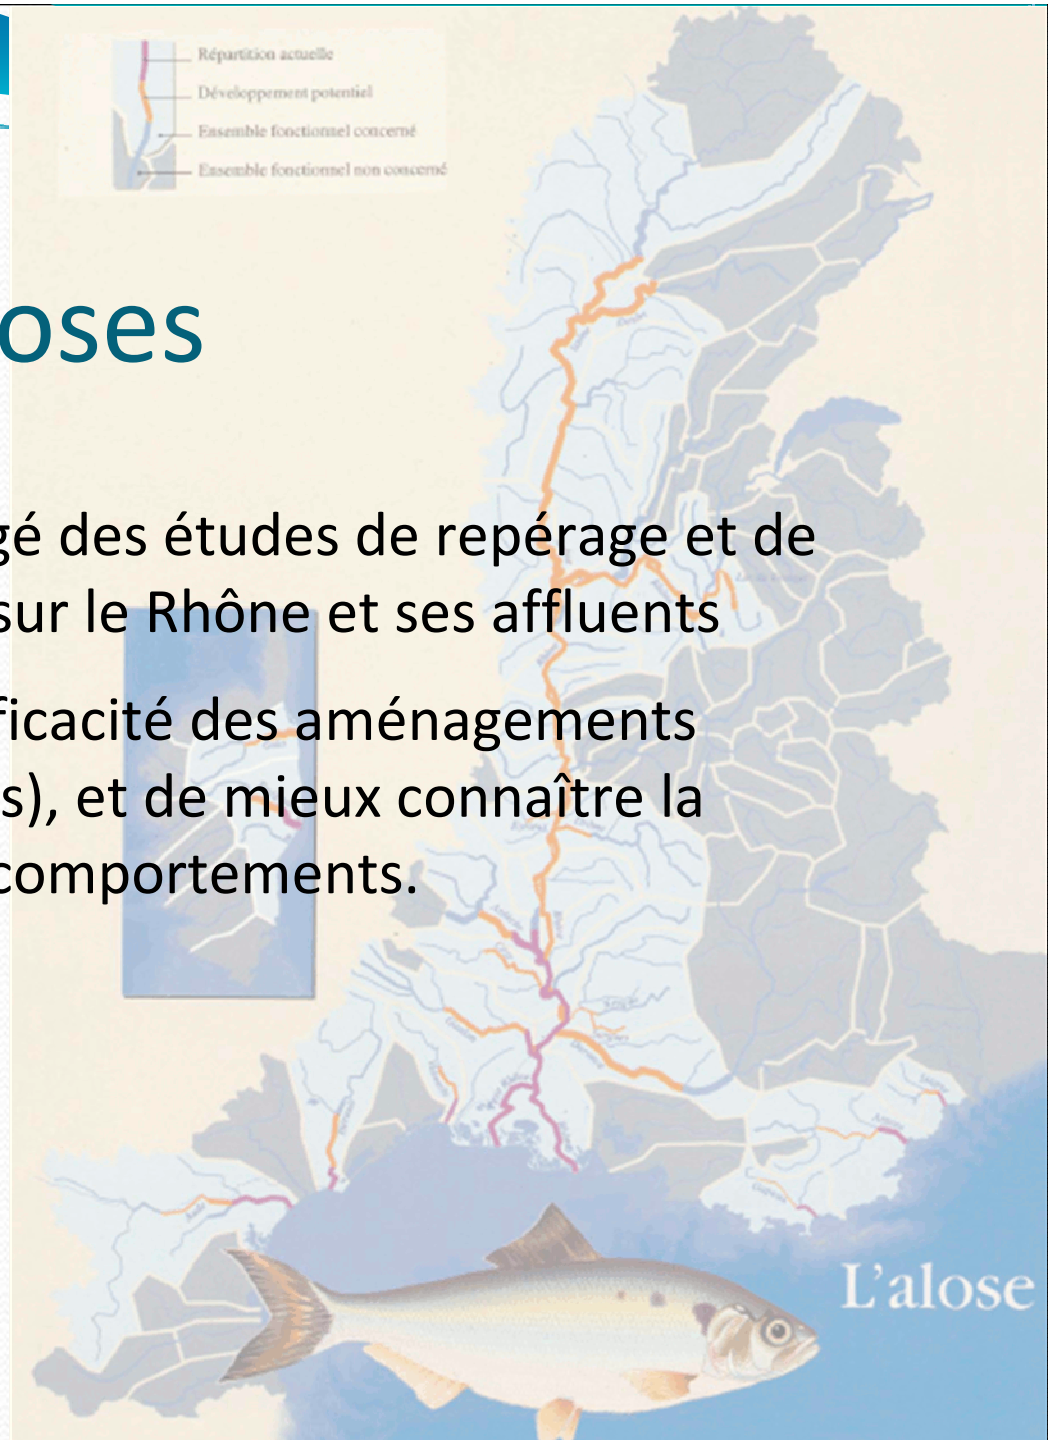 Répartition actuelle
Développement potentiel
Ensemble fonctionnel concerné
Ensemble fonctionnel non concerné
oses
gé des études de repérage et de
sur le Rhône et ses affluents
ficacité des aménagements
s), et de mieux connaître la
comportements.
L'alose